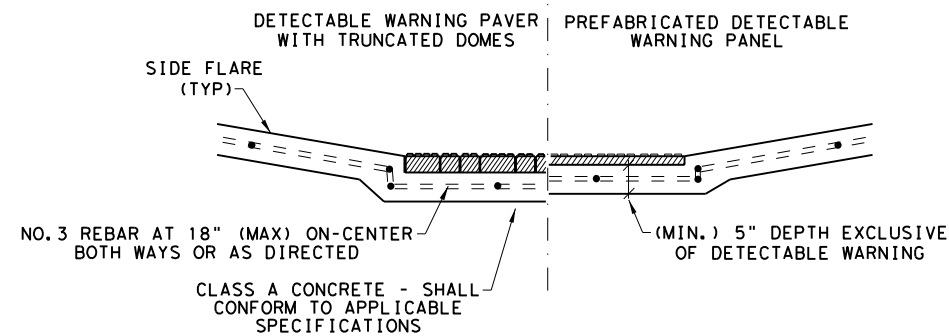 DETECTABLE WARNING PAVER
WITH TRUNCATED DOMES
PREFABRICATED DETECTABLE
WARNING PANEL
SIDE FLARE
(TYP)
NO.3 REBAR AT 18" (MAX) ON-CENTER
BOTH WAYS OR AS DIRECTED
(MIN.) 5" DEPTH EXCLUSIVE
OF DETECTABLE WARNING
CLASS A CONCRETE - SHALL
CONFORM TO APPLICABLE
SPECIFICATIONS